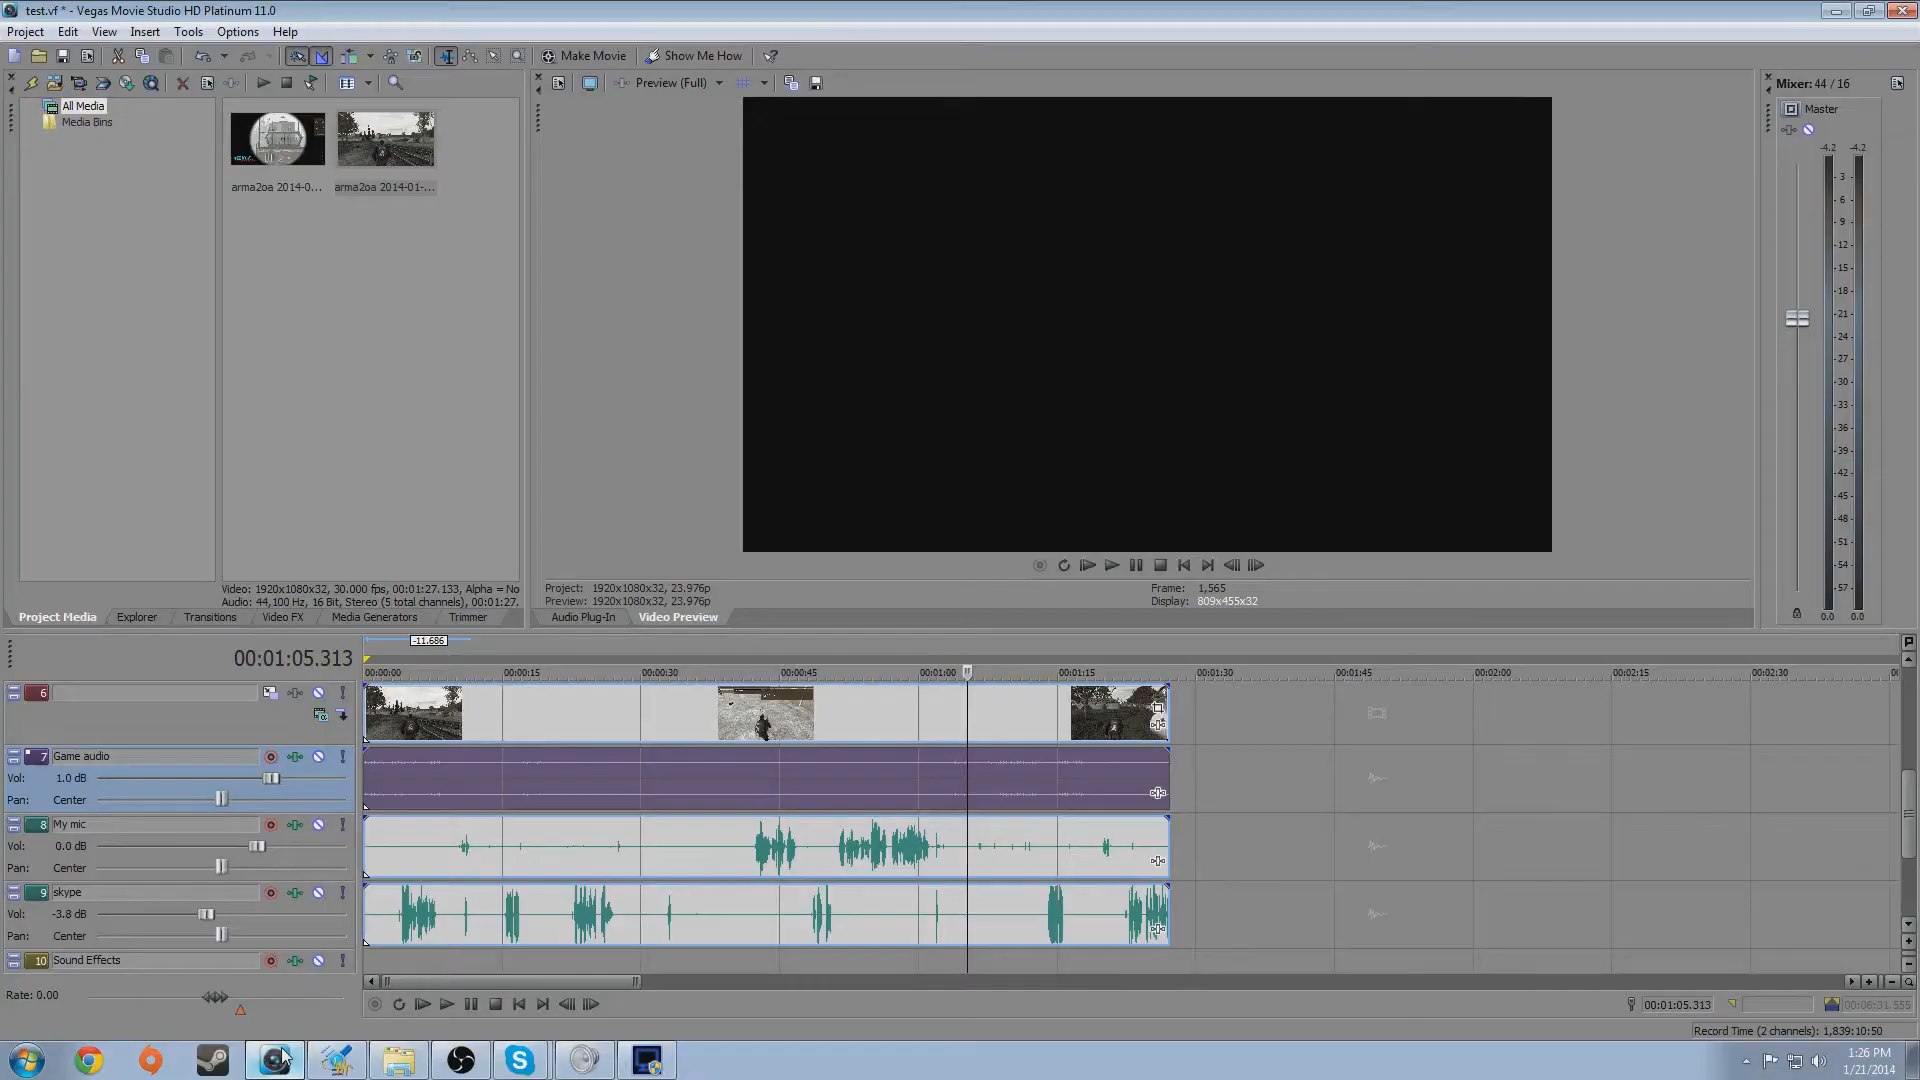 test.vf * - Vegas Movie Studio HD Platinum 11.0
Project Edit View Insert Tools Options Help
Make Movie Show Me How
Preview (Full)
Mixer: 44 / 16
All Media
Media Bins
Master
-4.2 -4.2
arma2oa 2014-0... arma2oa 2014-01-...
- 3 -
- 6 -
- 9 -
-12 -
-15 -
-18 -
-21 -
-24 -
-27 -
-30 -
-33 -
-36 -
-39 -
-42 -
-45 -
-48 -
-51 -
-54 -
-57 -
0.0 0.0
Video: 1920x1080x32, 30.000 fps, 00:01:27.133, Alpha = No
Audio: 44,100 Hz, 16 Bit, Stereo (5 total channels), 00:01:27.
Project: 1920x1080x32, 23.976p
Preview: 1920x1080x32, 23.976p
Frame: 1,565
Display: 809x455x32
Project Media Explorer Transitions Video FX Media Generators Trimmer
Audio Plug-In Video Preview
-11.686
00:01:05.313
00:00:00 00:00:15 00:00:30 00:00:45 00:01:00 00:01:15 00:01:30 00:01:45 00:02:00 00:02:15 00:02:30
6
7 Game audio
Vol: 1.0 dB
Pan: Center
8 My mic
Vol: 0.0 dB
Pan: Center
9 skype
Vol: -3.8 dB
Pan: Center
10 Sound Effects
Rate: 0.00
00:01:05.313 00:06:31.555
Record Time (2 channels): 1,839:10:50
1:26 PM
1/21/2014